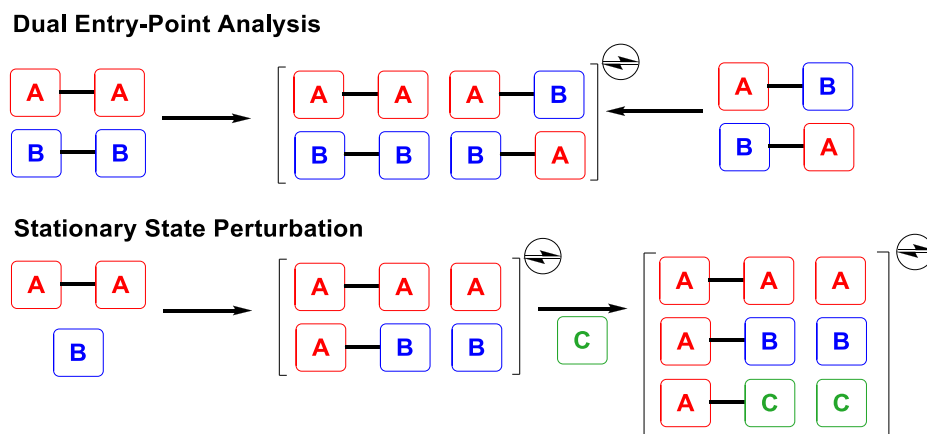 Dual Entry-Point Analysis
A A A A A B A B
B B B B B A B A
Stationary State Perturbation
A A A A A A A A
B A B B C A B B
A C C